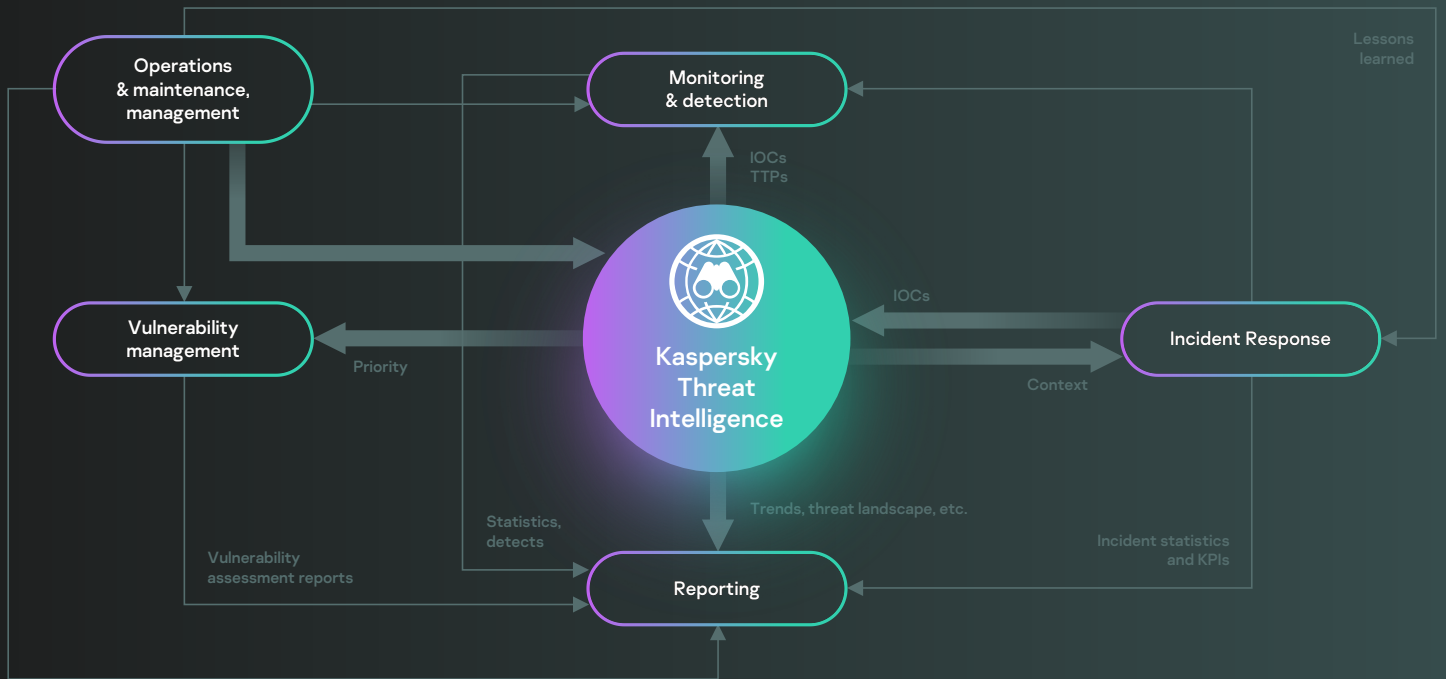 Lessons
learned
Operations
& maintenance,
management
Monitoring
& detection
IOCs
TTPs
IOCs
Vulnerability
management
Priority
Kaspersky
Threat
Intelligence
Incident Response
Context
Trends, threat landscape, etc.
Statistics,
detects
Incident statistics
and KPIs
Vulnerability
assessment reports
Reporting